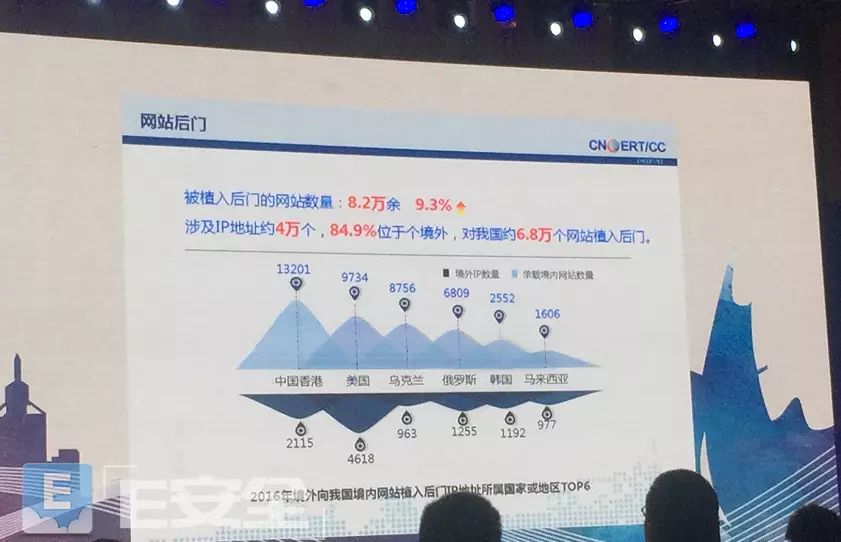 网站后门
CNCERT/CC
被植入后门的网站数量：8.2万余 9.3%
涉及IP地址约4万个，84.9%位于个境外，对我国约6.8万个网站植入后门。
境外IP数量 承载境内网站数量
13201 9734 8756 6809 2552 1606
中国香港 美国 乌克兰 俄罗斯 韩国 马来西亚
2115 4618 963 1255 1192 977
2016年境外向我国境内网站植入后门IP地址所属国家或地区TOP6
E E安全